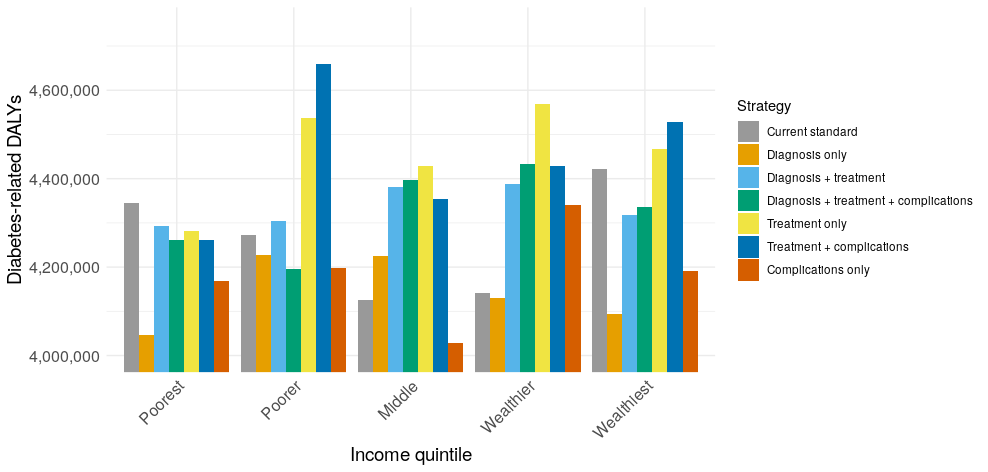 Diabetes-related DALYs
4,600,000
4,400,000
4,200,000
4,000,000
Poorest
Poorer
Middle
Wealthier
Wealthiest
Income quintile
Strategy
Current standard
Diagnosis only
Diagnosis + treatment
Diagnosis + treatment + complications
Treatment only
Treatment + complications
Complications only